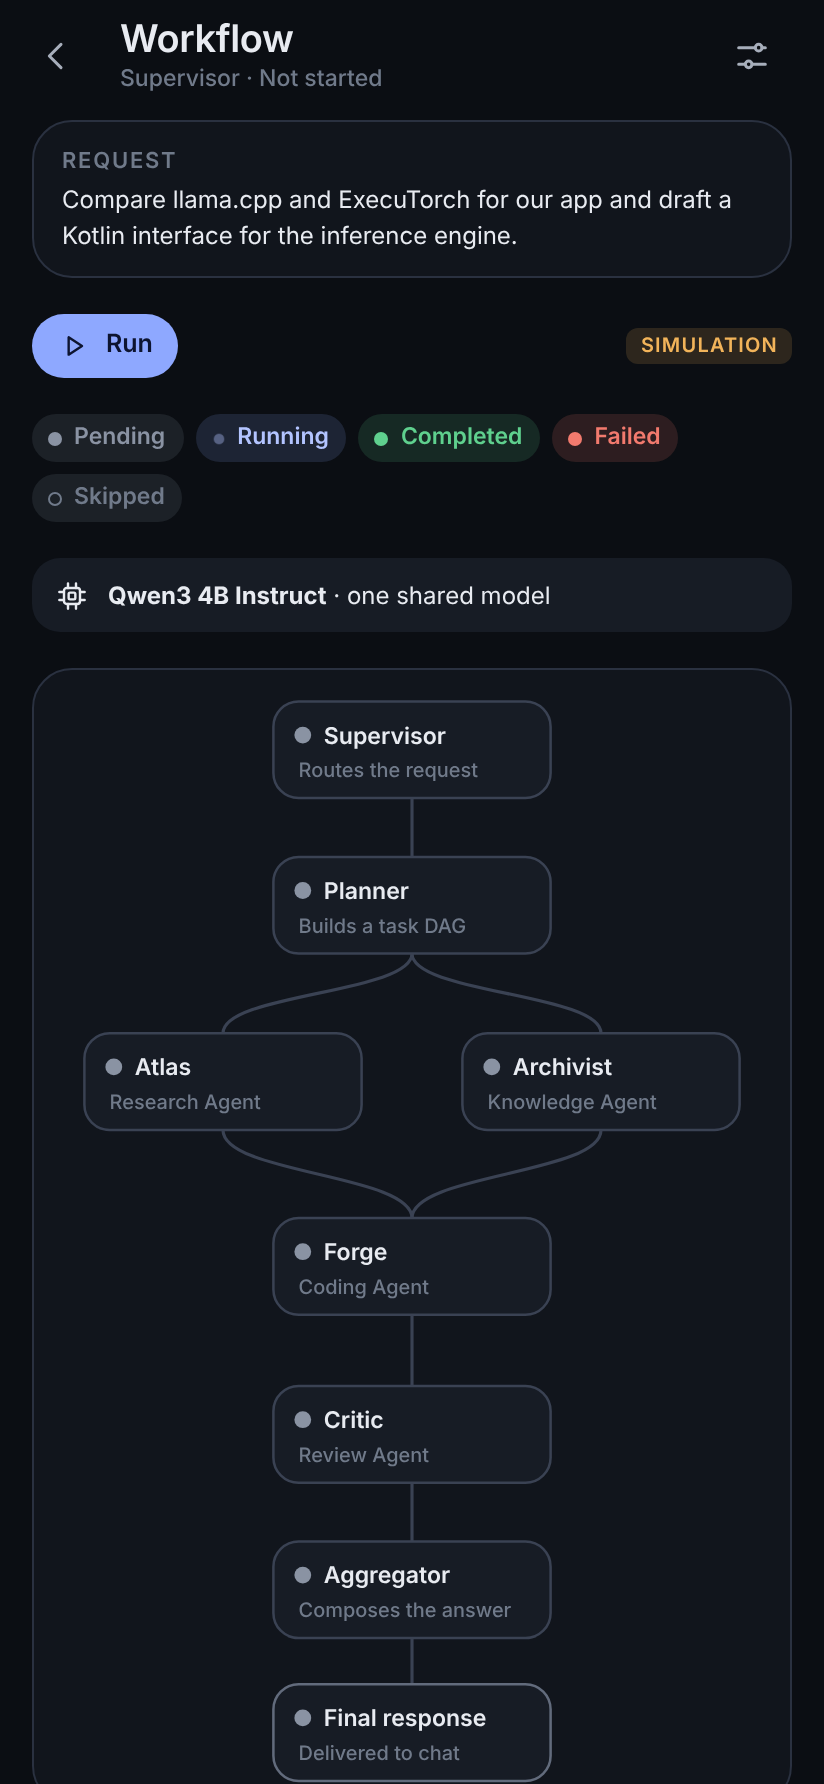 Workflow
Supervisor · Not started
REQUEST
Compare llama.cpp and ExecuTorch for our app and draft a
Kotlin interface for the inference engine.
Run
SIMULATION
Pending
Running
Completed
Failed
Skipped
Qwen3 4B Instruct · one shared model
Supervisor
Routes the request
Planner
Builds a task DAG
Atlas
Research Agent
Archivist
Knowledge Agent
Forge
Coding Agent
Critic
Review Agent
Aggregator
Composes the answer
Final response
Delivered to chat